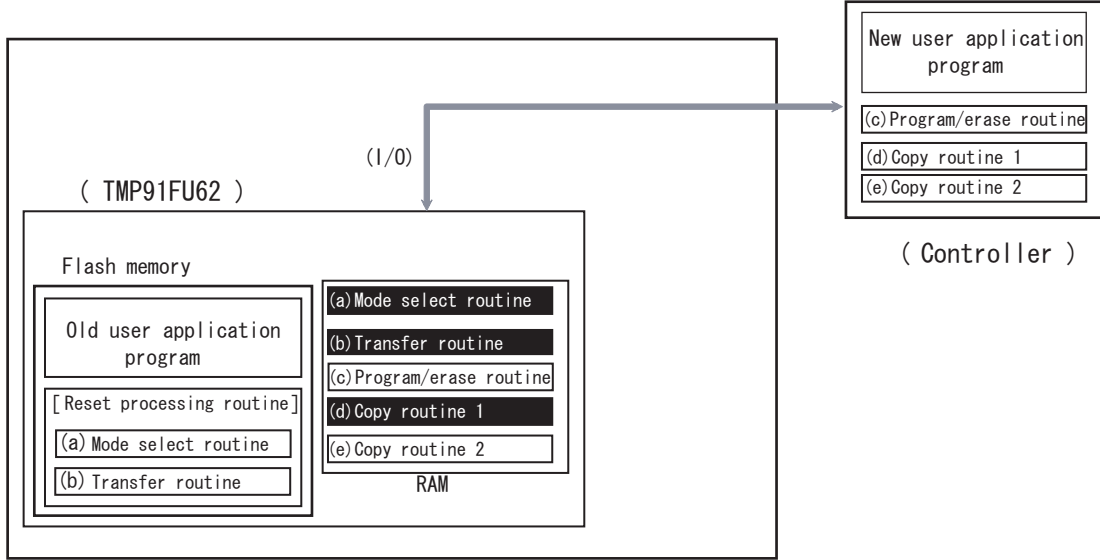 New user application
program
(c)Program/erase routine
(d)Copy routine 1
(e)Copy routine 2
( Controller )
(I/O)
( TMP91FU62 )
Flash memory
Old user application
program
[Reset processing routine]
(a) Mode select routine
(b) Transfer routine
(a)Mode select routine
(b)Transfer routine
(c)Program/erase routine
(d)Copy routine 1
(e)Copy routine 2
RAM